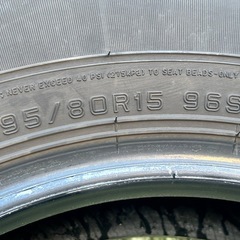 NEVER EXCEED 40 PSI (275kPa) TO SEAT BEADS-ONLY
95/80R15 96S